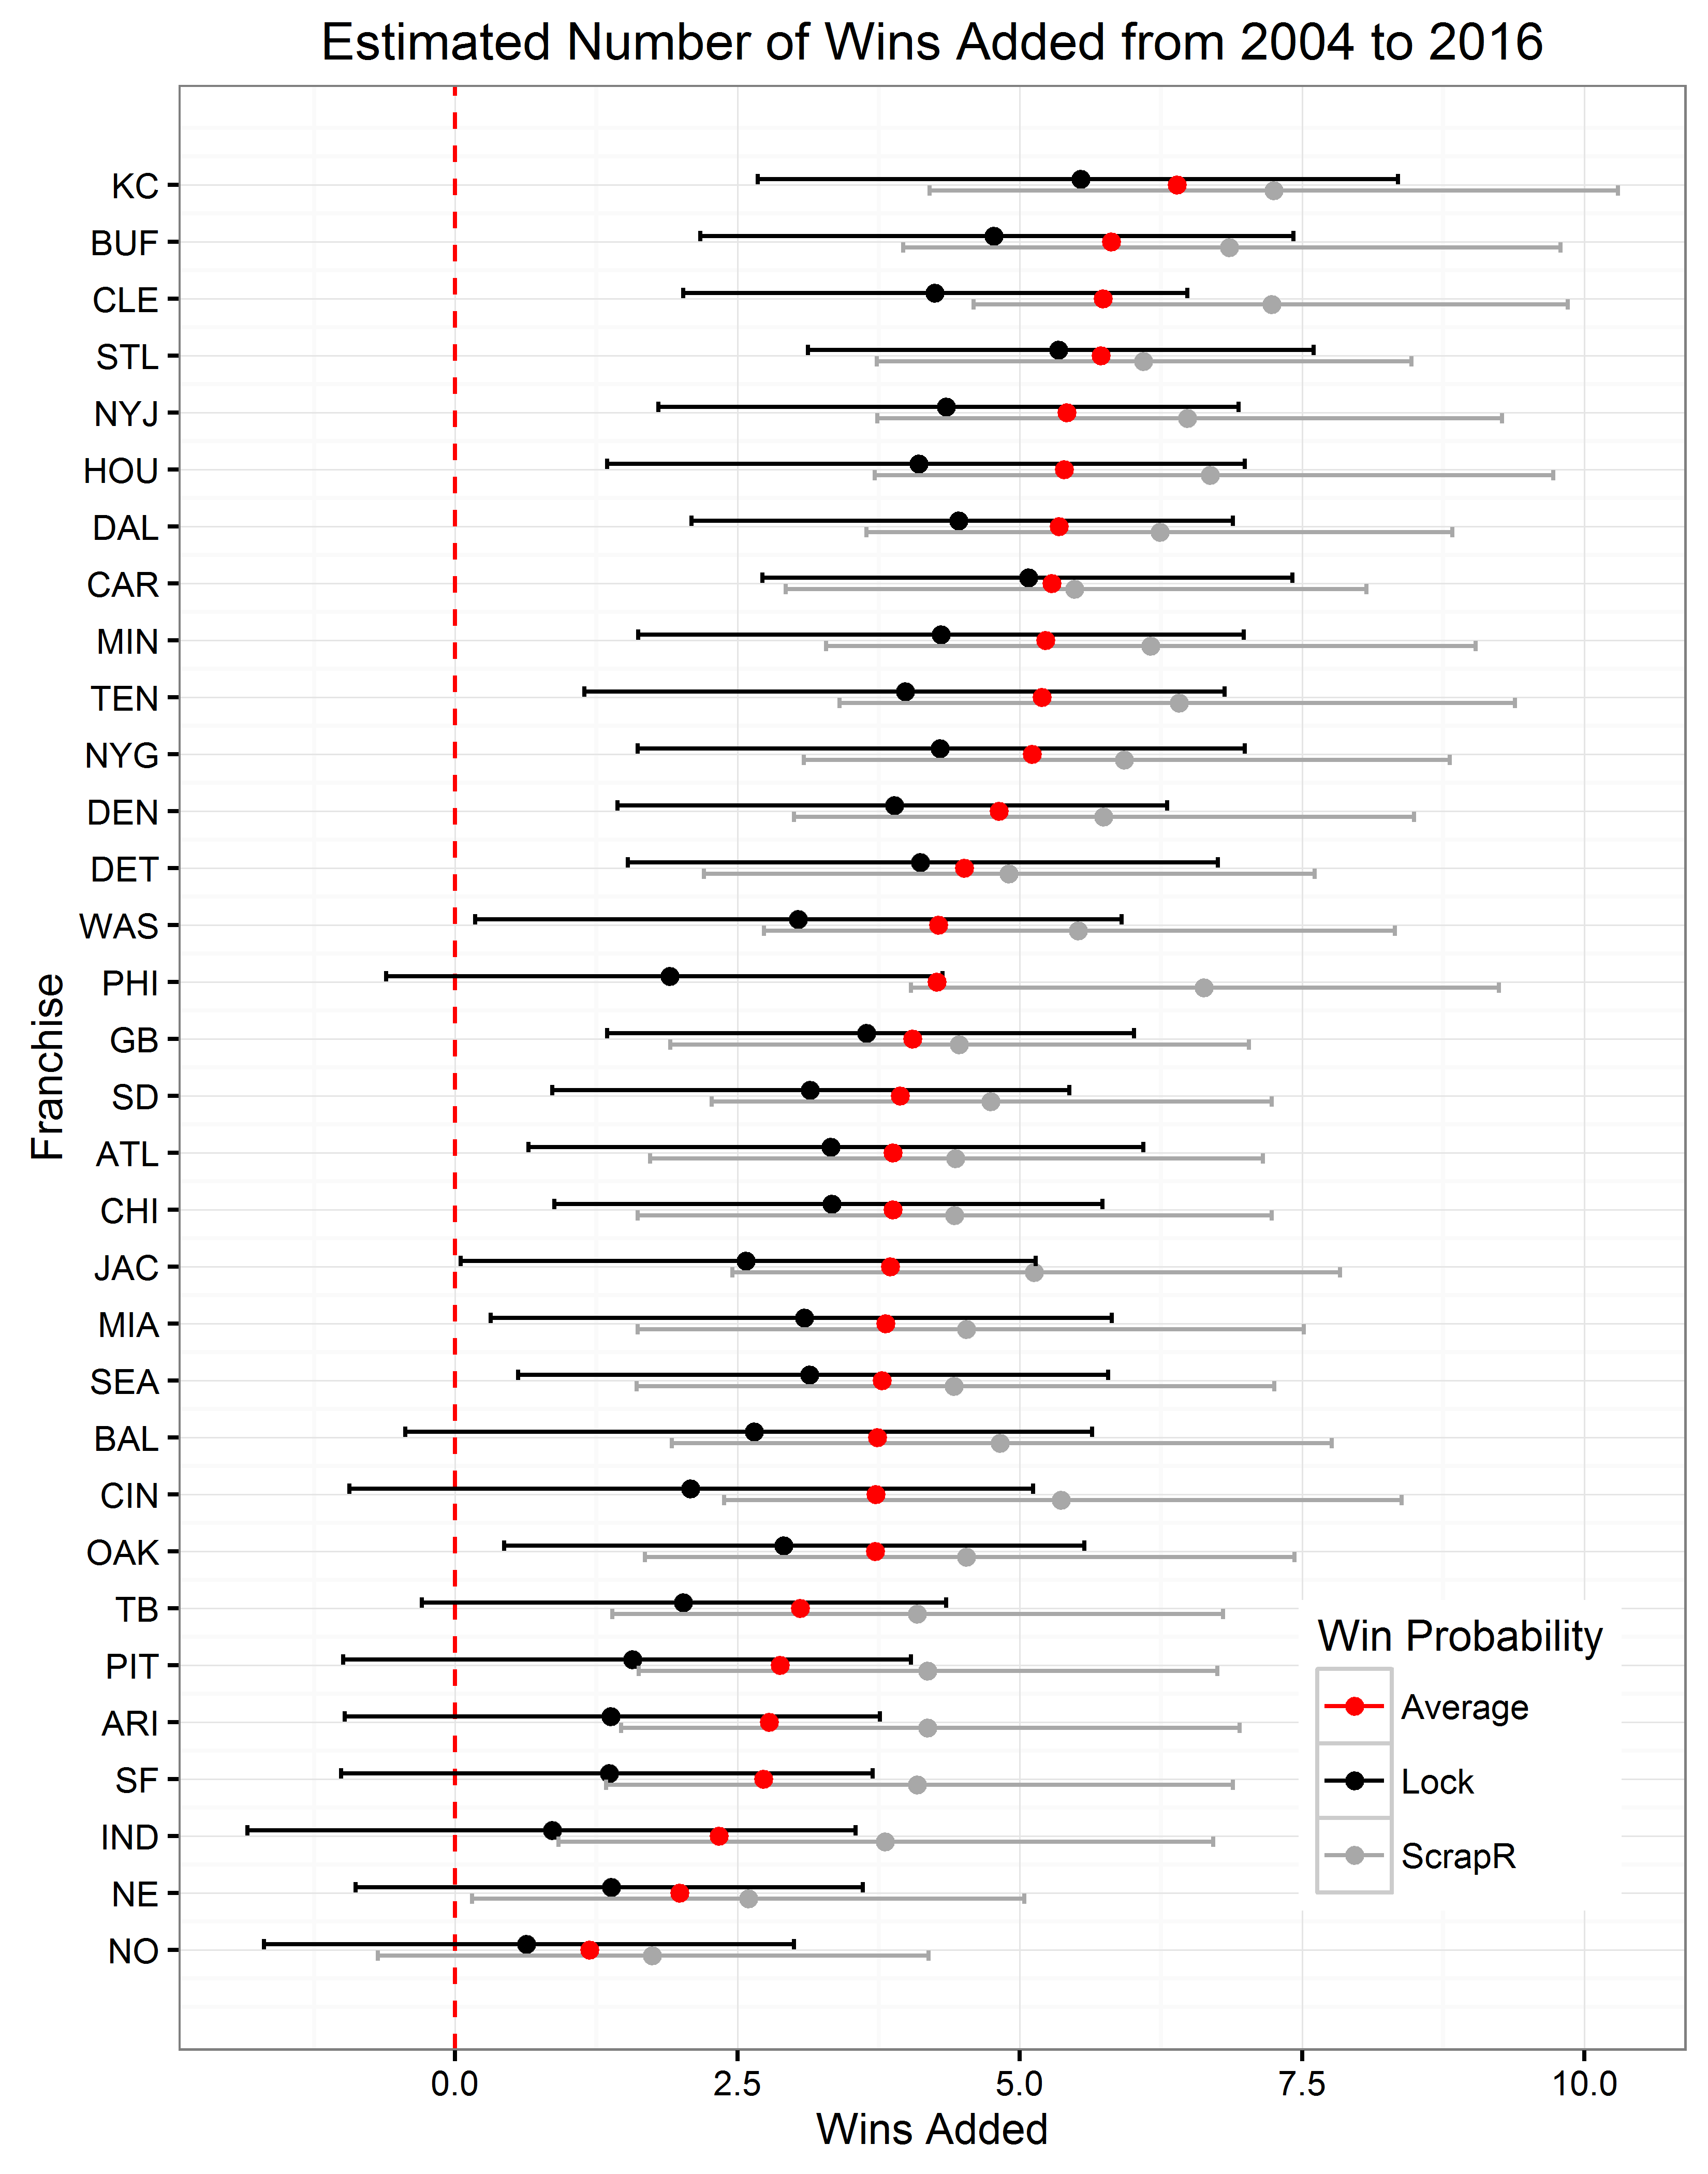 Estimated Number of Wins Added from 2004 to 2016
Franchise
KC
BUF
CLE
STL
NYJ
HOU
DAL
CAR
MIN
TEN
NYG
DEN
DET
WAS
PHI
GB
SD
ATL
CHI
JAC
MIA
SEA
BAL
CIN
OAK
TB
PIT
ARI
SF
IND
NE
NO
Win Probability
Average
Lock
ScrapR
0.0 2.5 5.0 7.5 10.0
Wins Added